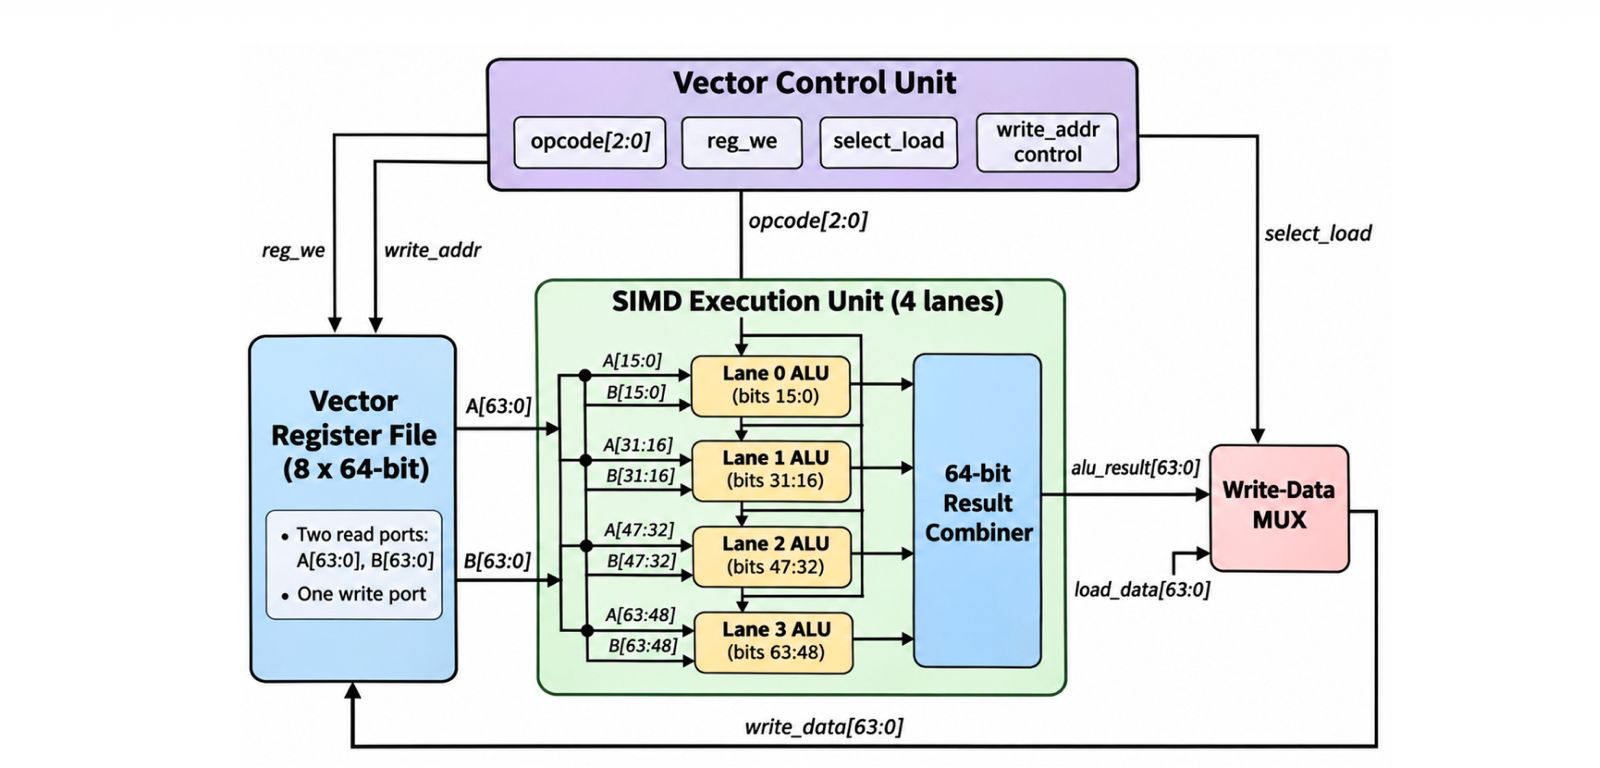 Vector Control Unit
opcode[2:0]
reg_we
select_load
write_addr
control
opcode[2:0]
reg_we
write_addr
select_load
SIMD Execution Unit (4 lanes)
Vector
Register File
(8 x 64-bit)
• Two read ports:
A[63:0], B[63:0]
• One write port
A[63:0]
B[63:0]
A[15:0]
B[15:0]
Lane 0 ALU
(bits 15:0)
A[31:16]
B[31:16]
Lane 1 ALU
(bits 31:16)
A[47:32]
B[47:32]
Lane 2 ALU
(bits 47:32)
A[63:48]
B[63:48]
Lane 3 ALU
(bits 63:48)
64-bit
Result
Combiner
alu_result[63:0]
load_data[63:0]
Write-Data
MUX
write_data[63:0]